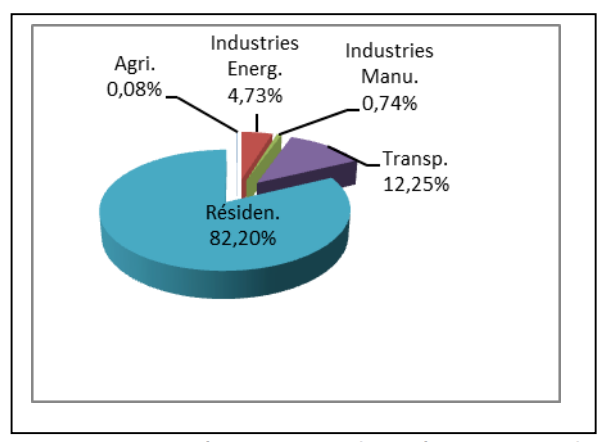 Agri.
0,08%
Industries
Energ.
4,73%
Industries
Manu.
0,74%
Transp.
12,25%
Résiden.
82,20%